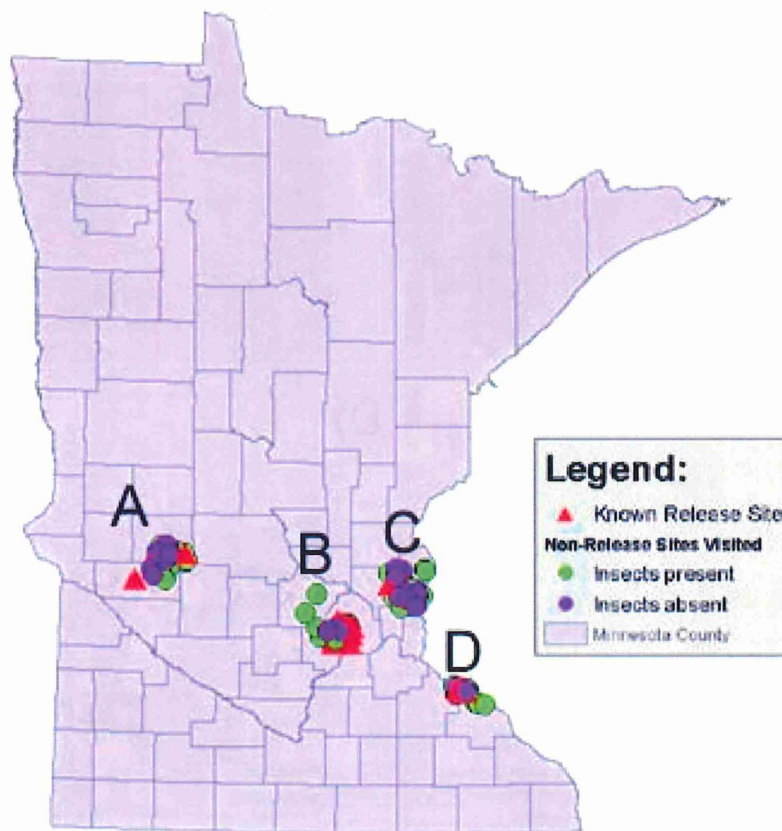 A
B
C
D
Legend:
Known Release Site
Non-Release Sites Visited
Insects present
Insects absent
Minnesota County